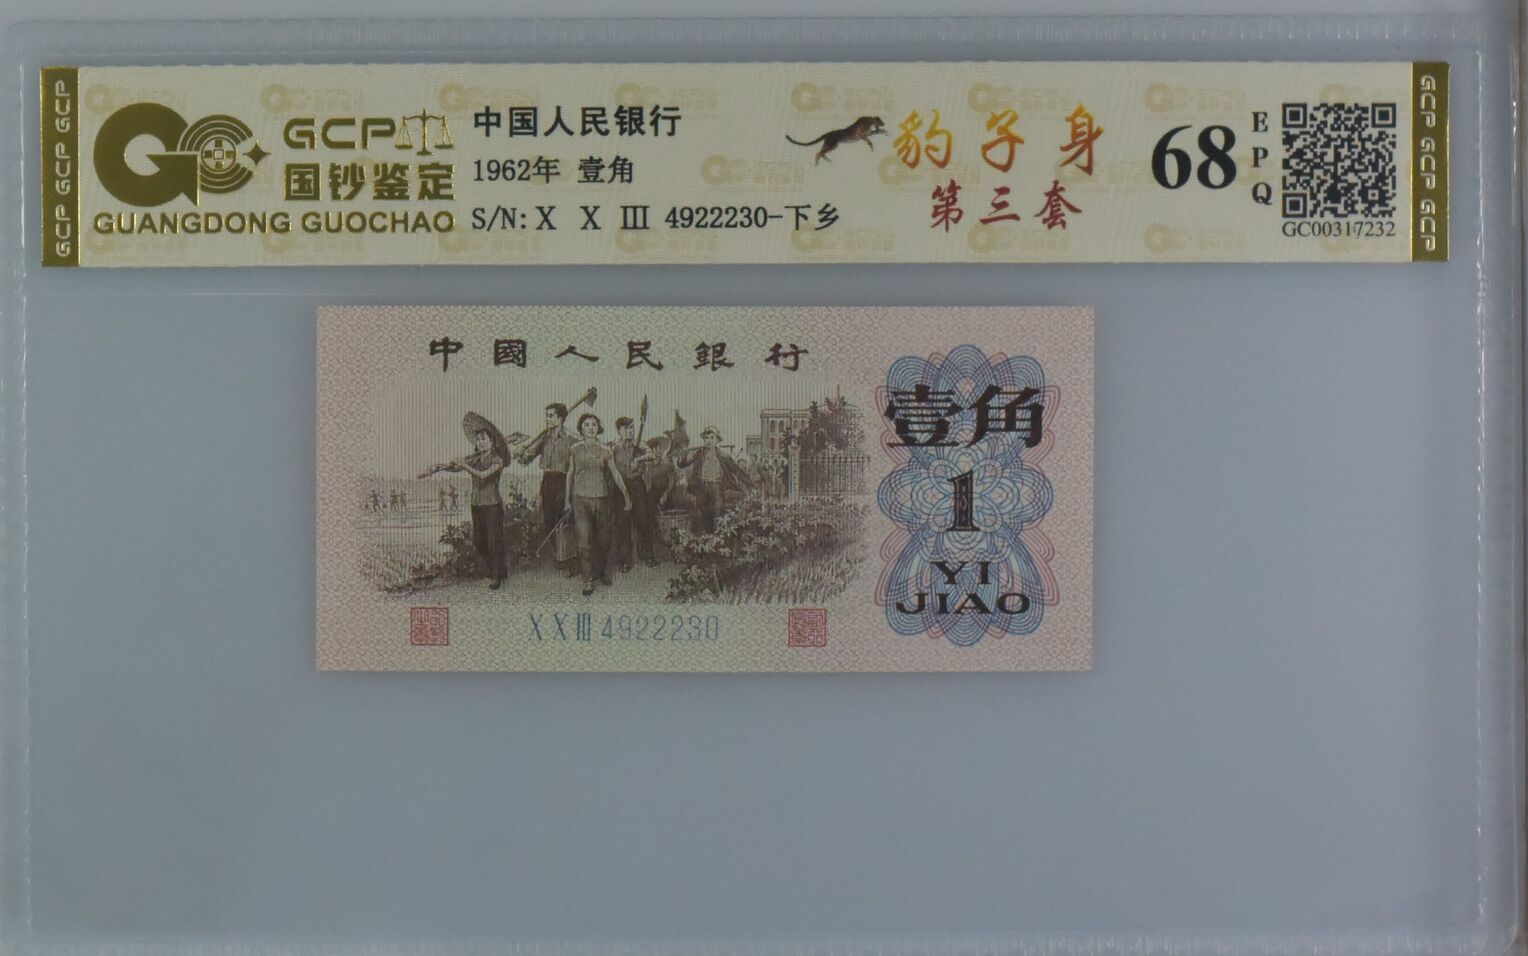 GCP GCP GCP
GCP
国钞鉴定
GUANGDONG GUOCHAO
中国人民银行
1962年 壹角
S/N: X X III 4922230-下乡
豹子身
第三套
68
EPQ
GC00317232
GCP GCP GCP
中國人民銀行
壹角
1
YI
JIAO
X X III 4922230